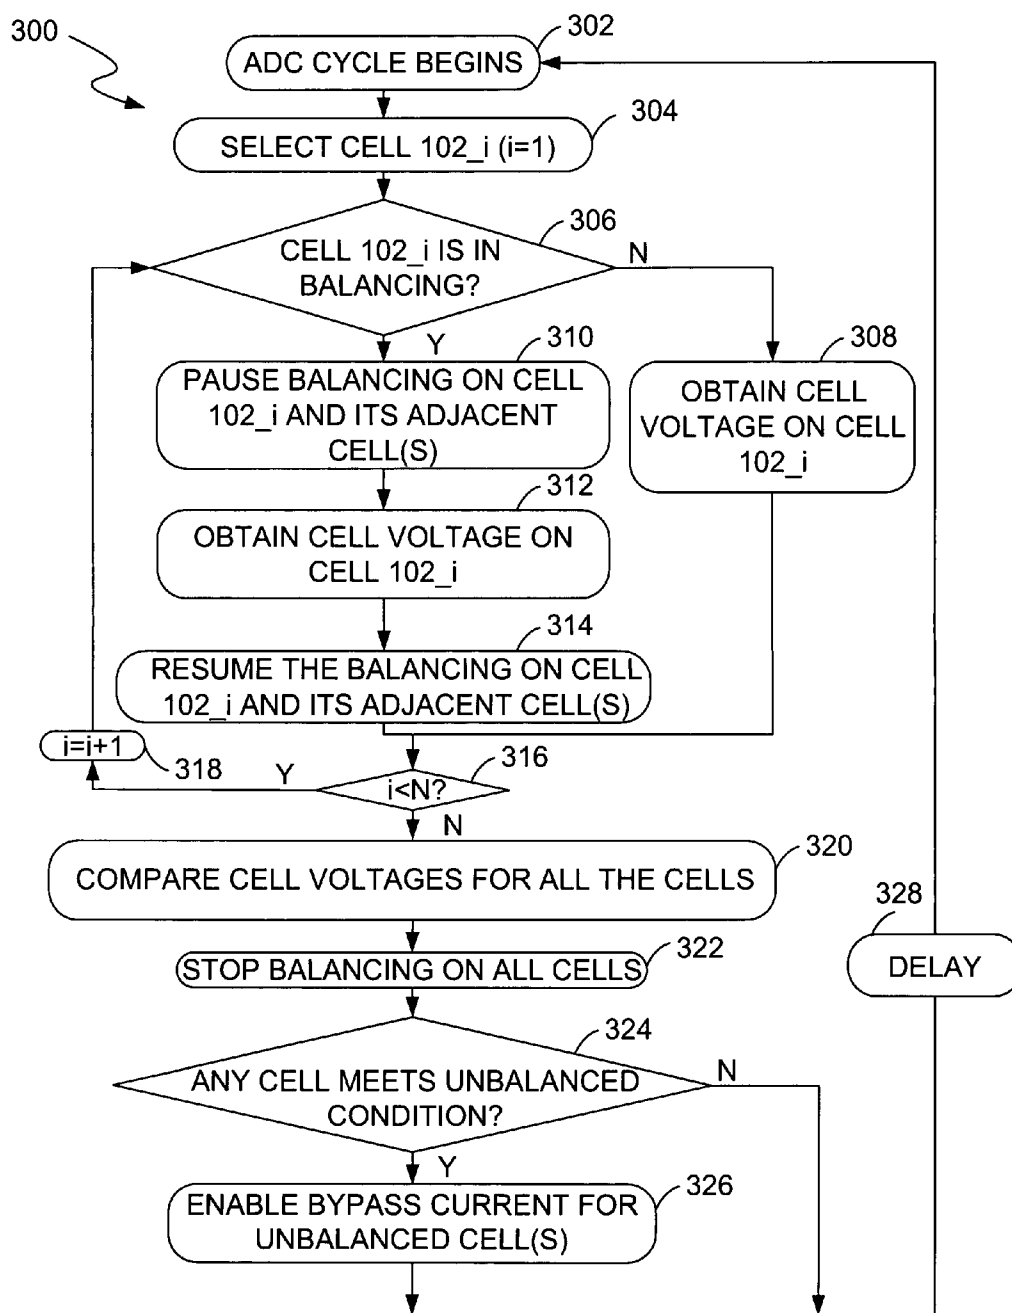 300
302
ADC CYCLE BEGINS
304
SELECT CELL 102_i (i=1)
306
CELL 102_i IS IN
BALANCING?
N
Y
310
PAUSE BALANCING ON CELL
102_i AND ITS ADJACENT
CELL(S)
308
OBTAIN CELL
VOLTAGE ON CELL
102_i
312
OBTAIN CELL VOLTAGE ON
CELL 102_i
314
RESUME THE BALANCING ON CELL
102_i AND ITS ADJACENT CELL(S)
i=i+1
318
Y
316
i<N?
N
320
COMPARE CELL VOLTAGES FOR ALL THE CELLS
322
STOP BALANCING ON ALL CELLS
328
DELAY
324
ANY CELL MEETS UNBALANCED
CONDITION?
N
Y
326
ENABLE BYPASS CURRENT FOR
UNBALANCED CELL(S)